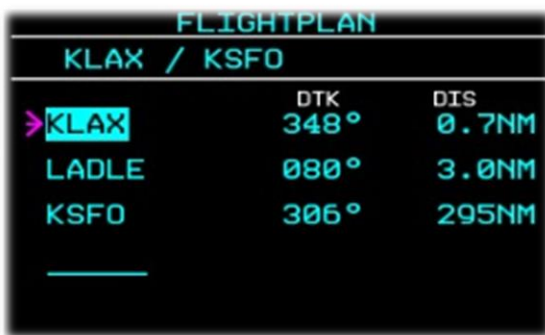 FLIGHTPLAN
KLAX / KSFO
DTK DIS
KLAX 348° 0.7NM
LADLE 080° 3.0NM
KSFO 306° 295NM